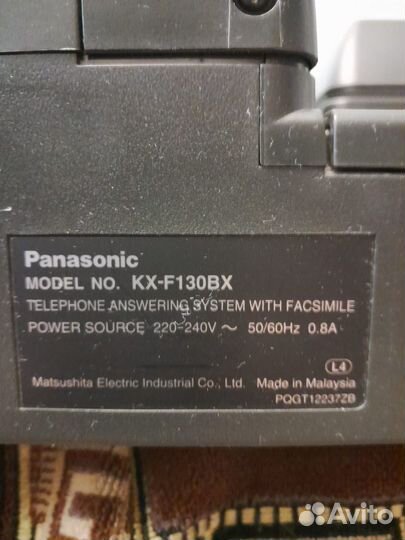 Panasonic
MODEL NO. KX-F130BX
TELEPHONE ANSWERING SYSTEM WITH FACSIMILE
POWER SOURCE 220-240V ~ 50/60Hz 0.8A
L4
Matsushita Electric Industrial Co., Ltd. Made in Malaysia
PQGT12237ZB
Avito